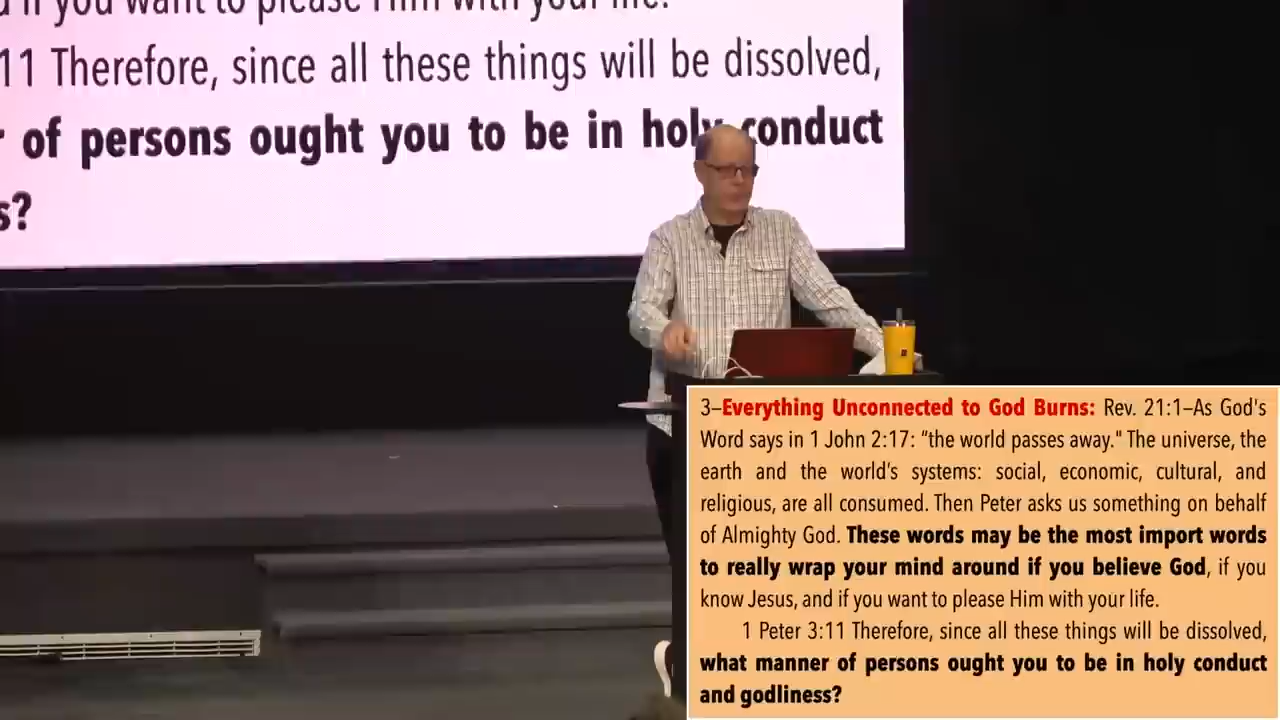 if you want to please Him with your life.
11 Therefore, since all these things will be dissolved,
of persons ought you to be in holy conduct
s?
3–Everything Unconnected to God Burns: Rev. 21:1–As God's
Word says in 1 John 2:17: “the world passes away." The universe, the
earth and the world’s systems: social, economic, cultural, and
religious, are all consumed. Then Peter asks us something on behalf
of Almighty God. These words may be the most import words
to really wrap your mind around if you believe God, if you
know Jesus, and if you want to please Him with your life.
1 Peter 3:11 Therefore, since all these things will be dissolved,
what manner of persons ought you to be in holy conduct
and godliness?